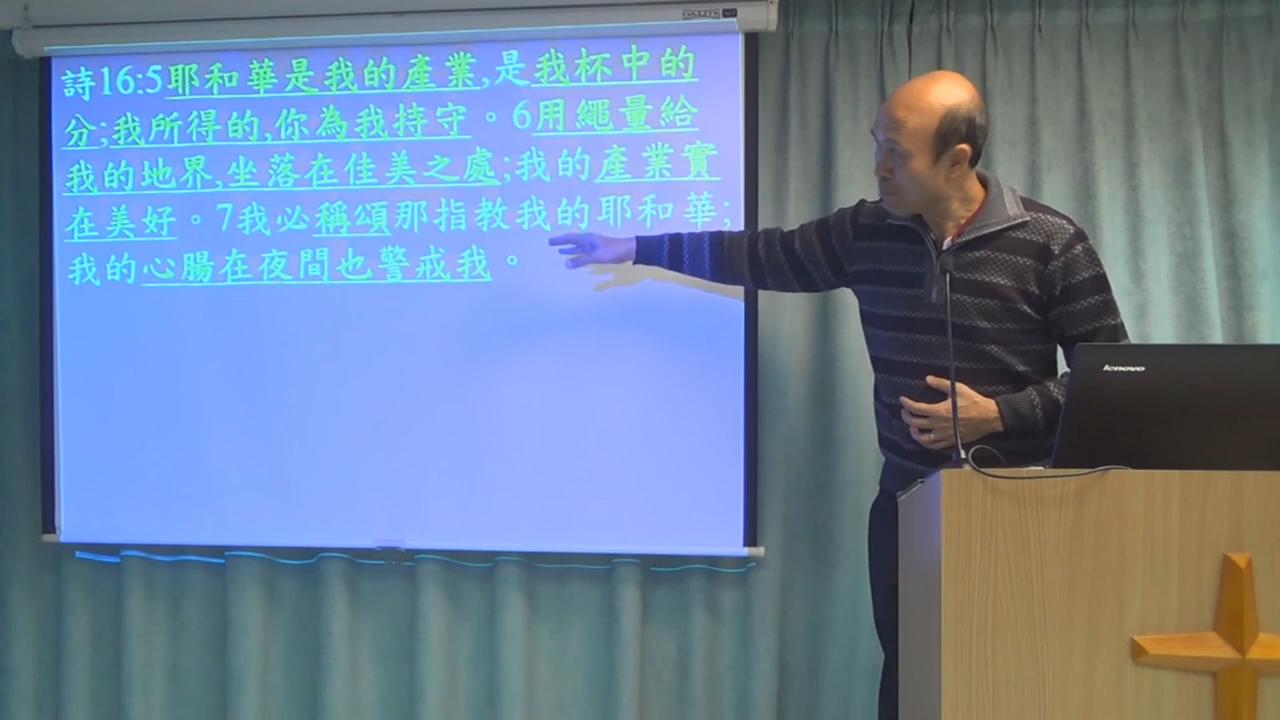 詩16:5耶和華是我的產業,是我杯中的
分;我所得的,你為我持守。6用繩量給
我的地界,坐落在佳美之處;我的產業實
在美好。7我必稱頌那指教我的耶和華;
我的心腸在夜間也警戒我。
lenovo